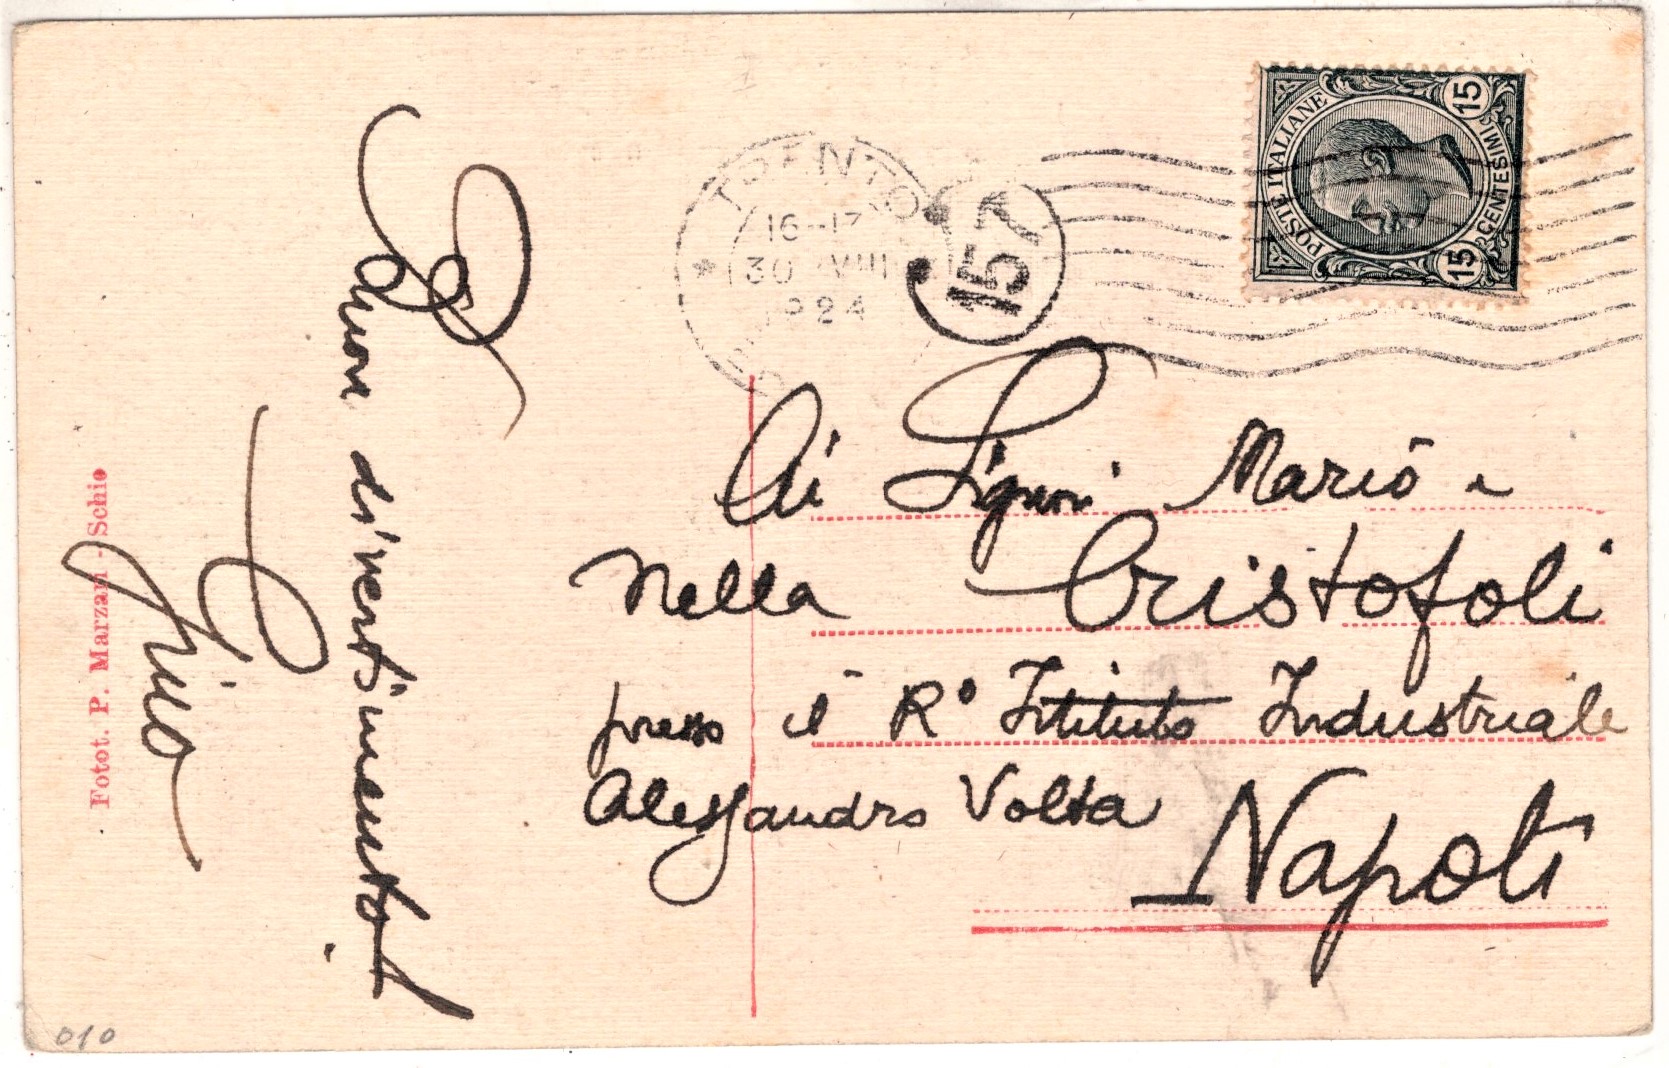 Buon divertimento!
Gino
Fotot. P. Marzari - Schio
TRENTO
16-17
30 VIII
1924
157
POSTE ITALIANE
15
CENTESIMI
15
Ai Signori Mario e
Nella Cristofoli
presso il R° Istituto Industriale
Alessandro Volta
Napoli
010